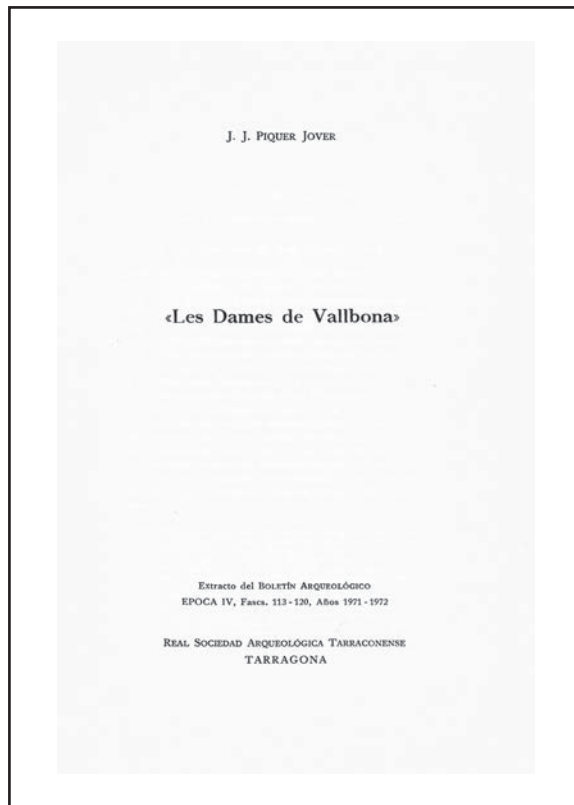 J. J. PIQUER JOVER
«Les Dames de Vallbona»
Extracto del BOLETÍN ARQUEOLÓGICO
EPOCA IV, Fascs. 113-120, Años 1971-1972
REAL SOCIEDAD ARQUEOLÓGICA TARRACONENSE
TARRAGONA